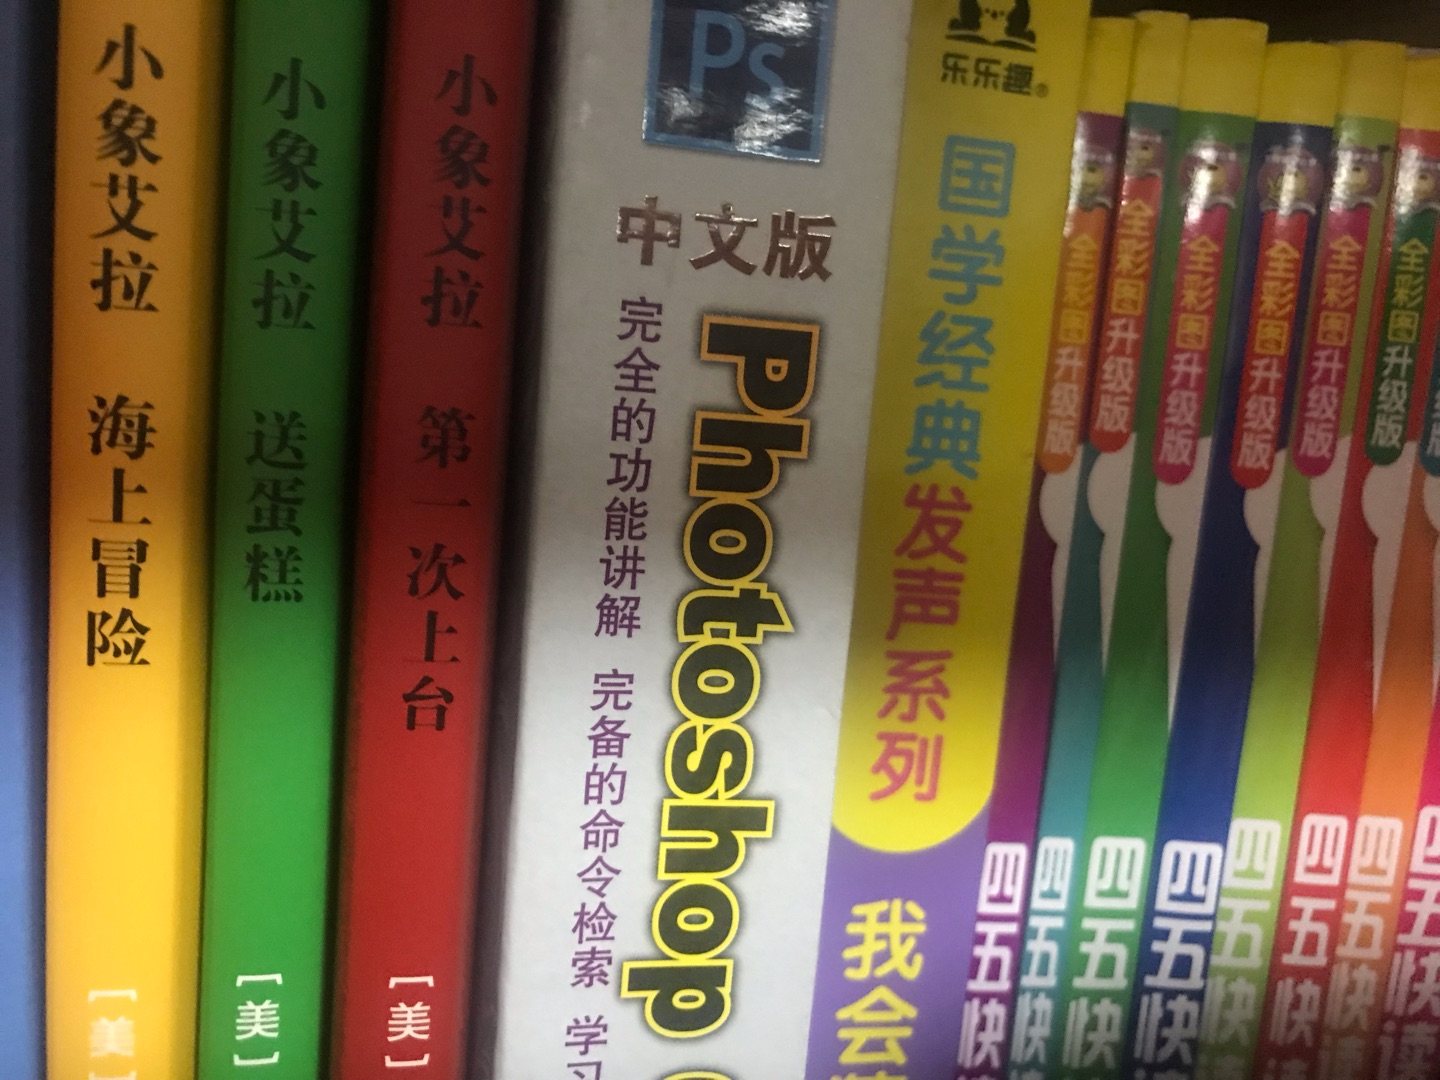 小象艾拉 海上冒险
[美]
小象艾拉 送蛋糕
[美]
小象艾拉 第一次上台
[美]
Ps
中文版
Photoshop
完全的功能讲解 完备的命令检索 学习
乐乐趣®
国学经典发声系列
我会
全彩图升级版
四五快
全彩图升级版
四五快
全彩图升级版
四五快
全彩图升级版
四五快
全彩图升级版
四五快
全彩图升级版
四五快
四五快读
四五快读